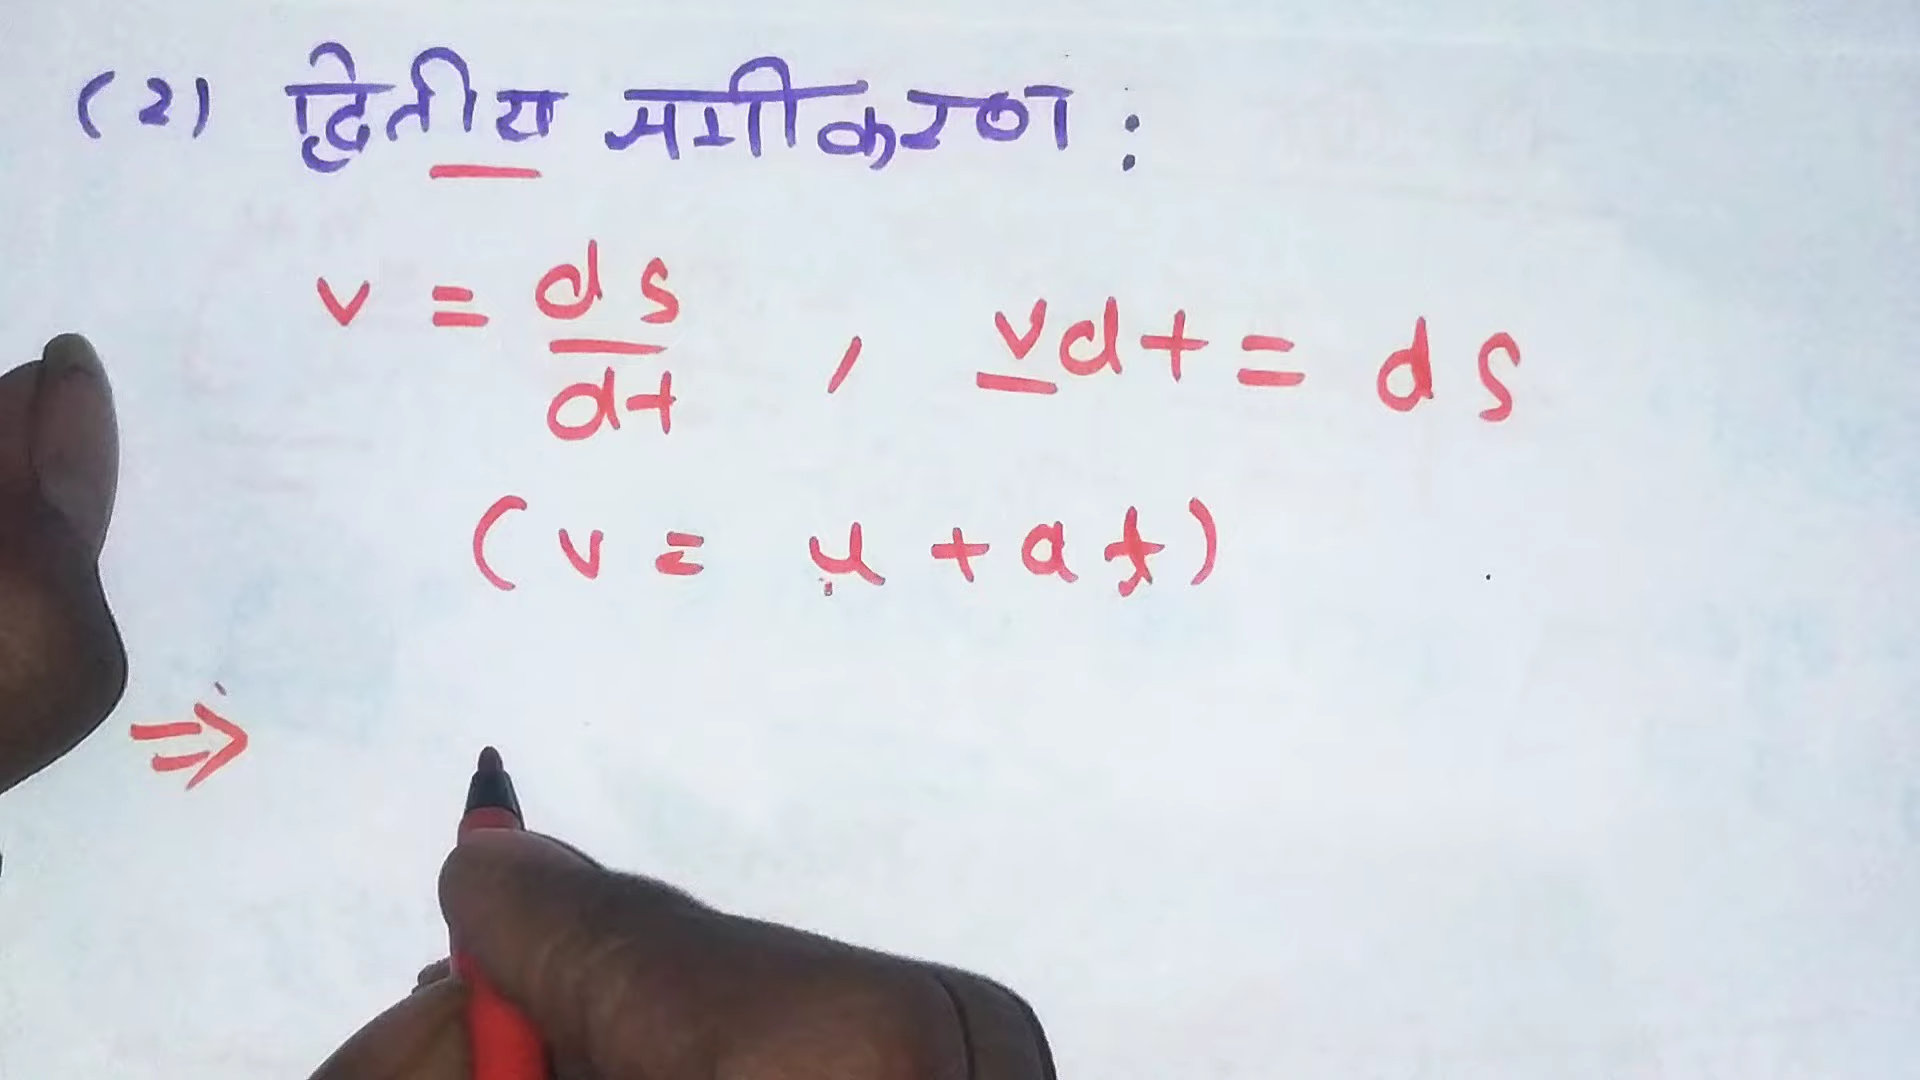 (2) द्वितीय समीकरण :
v = ds/dt , vdt = ds
(v = u + at)
⇒